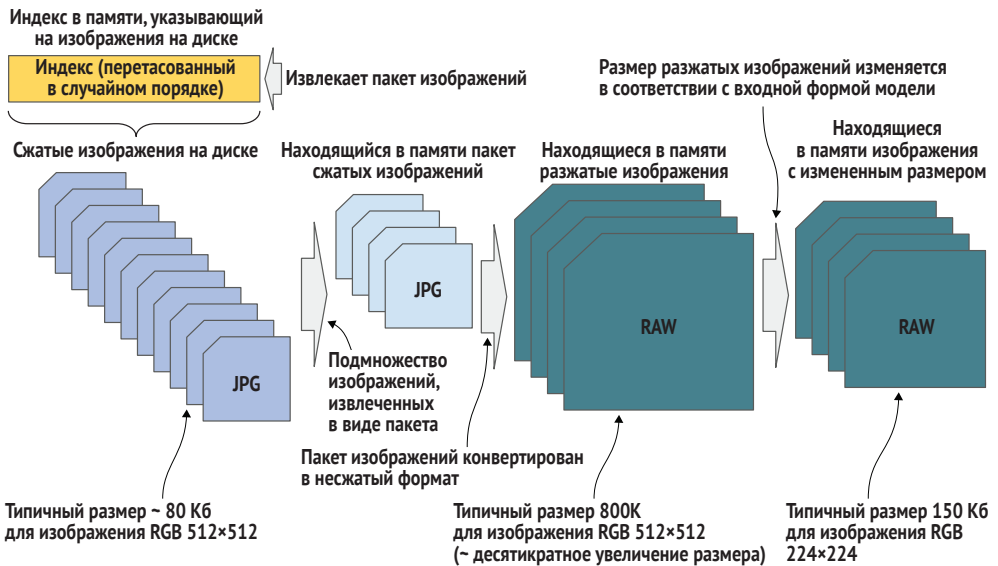 Индекс в памяти, указывающий
на изображения на диске
Индекс (перетасованный
в случайном порядке)
Извлекает пакет изображений
Размер разжатых изображений изменяется
в соответствии с входной формой модели
Сжатые изображения на диске
Находящийся в памяти пакет
сжатых изображений
Находящиеся в памяти
разжатые изображения
Находящиеся
в памяти изображения
с измененным размером
JPG
JPG
RAW
RAW
Подмножество
изображений,
извлеченных
в виде пакета
Пакет изображений конвертирован
в несжатый формат
Типичный размер ~ 80 Кб
для изображения RGB 512×512
Типичный размер 800K
для изображения RGB 512×512
(~ десятикратное увеличение размера)
Типичный размер 150 Кб
для изображения RGB
224×224